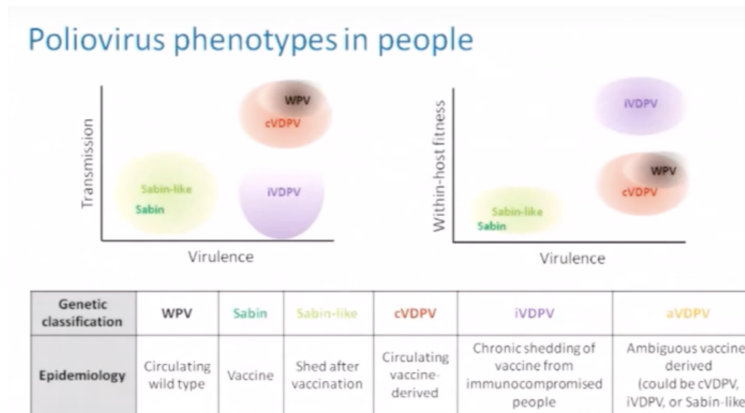 Poliovirus phenotypes in people
Transmission
WPV
cVDPV
Sabin-like
Sabin
iVDPV
Virulence
Within-host fitness
iVDPV
WPV
cVDPV
Sabin-like
Sabin
Virulence
Genetic
classification
WPV
Sabin
Sabin-like
cVDPV
iVDPV
aVDPV
Epidemiology
Circulating
wild type
Vaccine
Shed after
vaccination
Circulating
vaccine-
derived
Chronic shedding of
vaccine from
immunocompromised
people
Ambiguous vaccine
derived
(could be cVDPV,
iVDPV, or Sabin-like